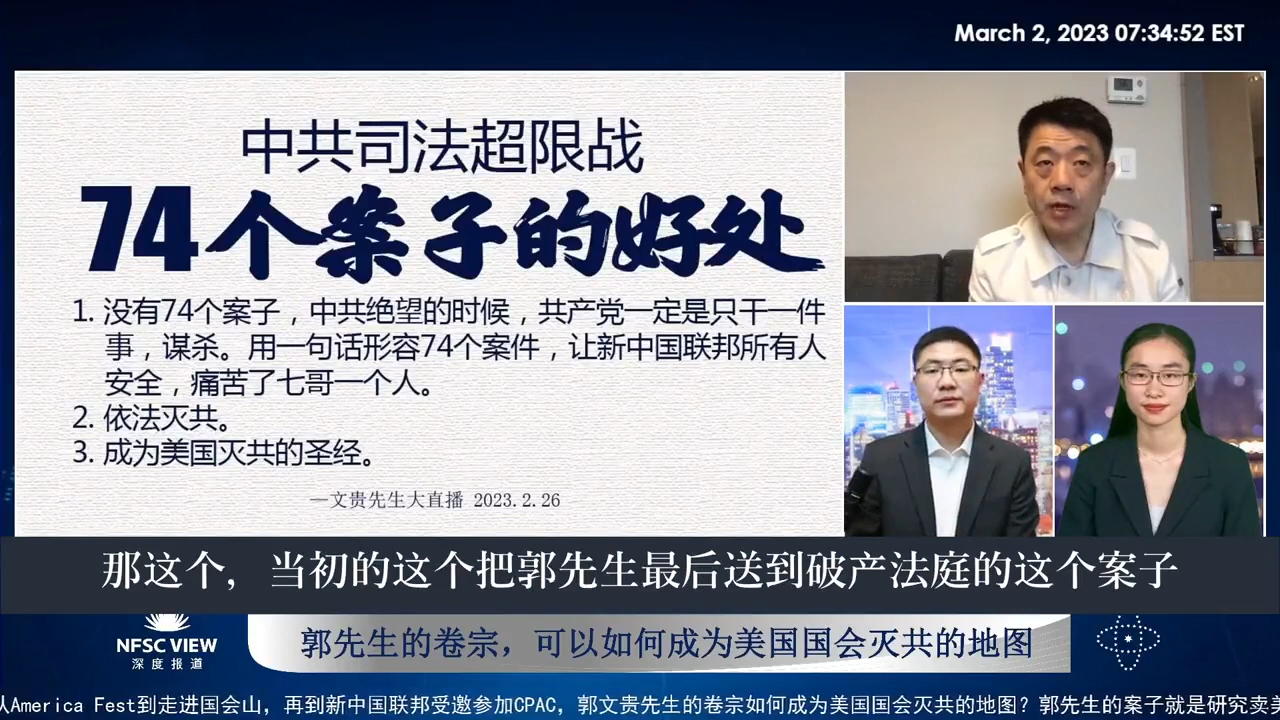 March 2, 2023 07:34:52 EST
中共司法超限战
74个案子的好处
1. 没有74个案子，中共绝望的时候，共产党一定是只干一件
事，谋杀。用一句话形容74个案件，让新中国联邦所有人
安全，痛苦了七哥一个人。
2. 依法灭共。
3. 成为美国灭共的圣经。
—文贵先生大直播 2023.2.26
那这个，当初的这个把郭先生最后送到破产法庭的这个案子
NFSC VIEW
深度报道
郭先生的卷宗，可以如何成为美国国会灭共的地图
从America Fest到走进国会山，再到新中国联邦受邀参加CPAC，郭文贵先生的卷宗如何成为美国国会灭共的地图？郭先生的案子就是研究卖美